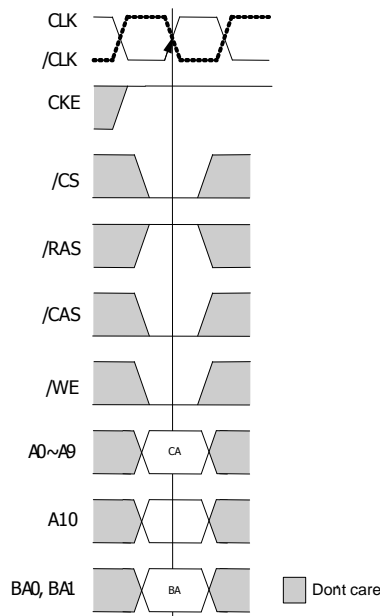 CLK
/CLK
CKE
/CS
/RAS
/CAS
/WE
A0~A9
CA
A10
BA0, BA1
BA
Dont care